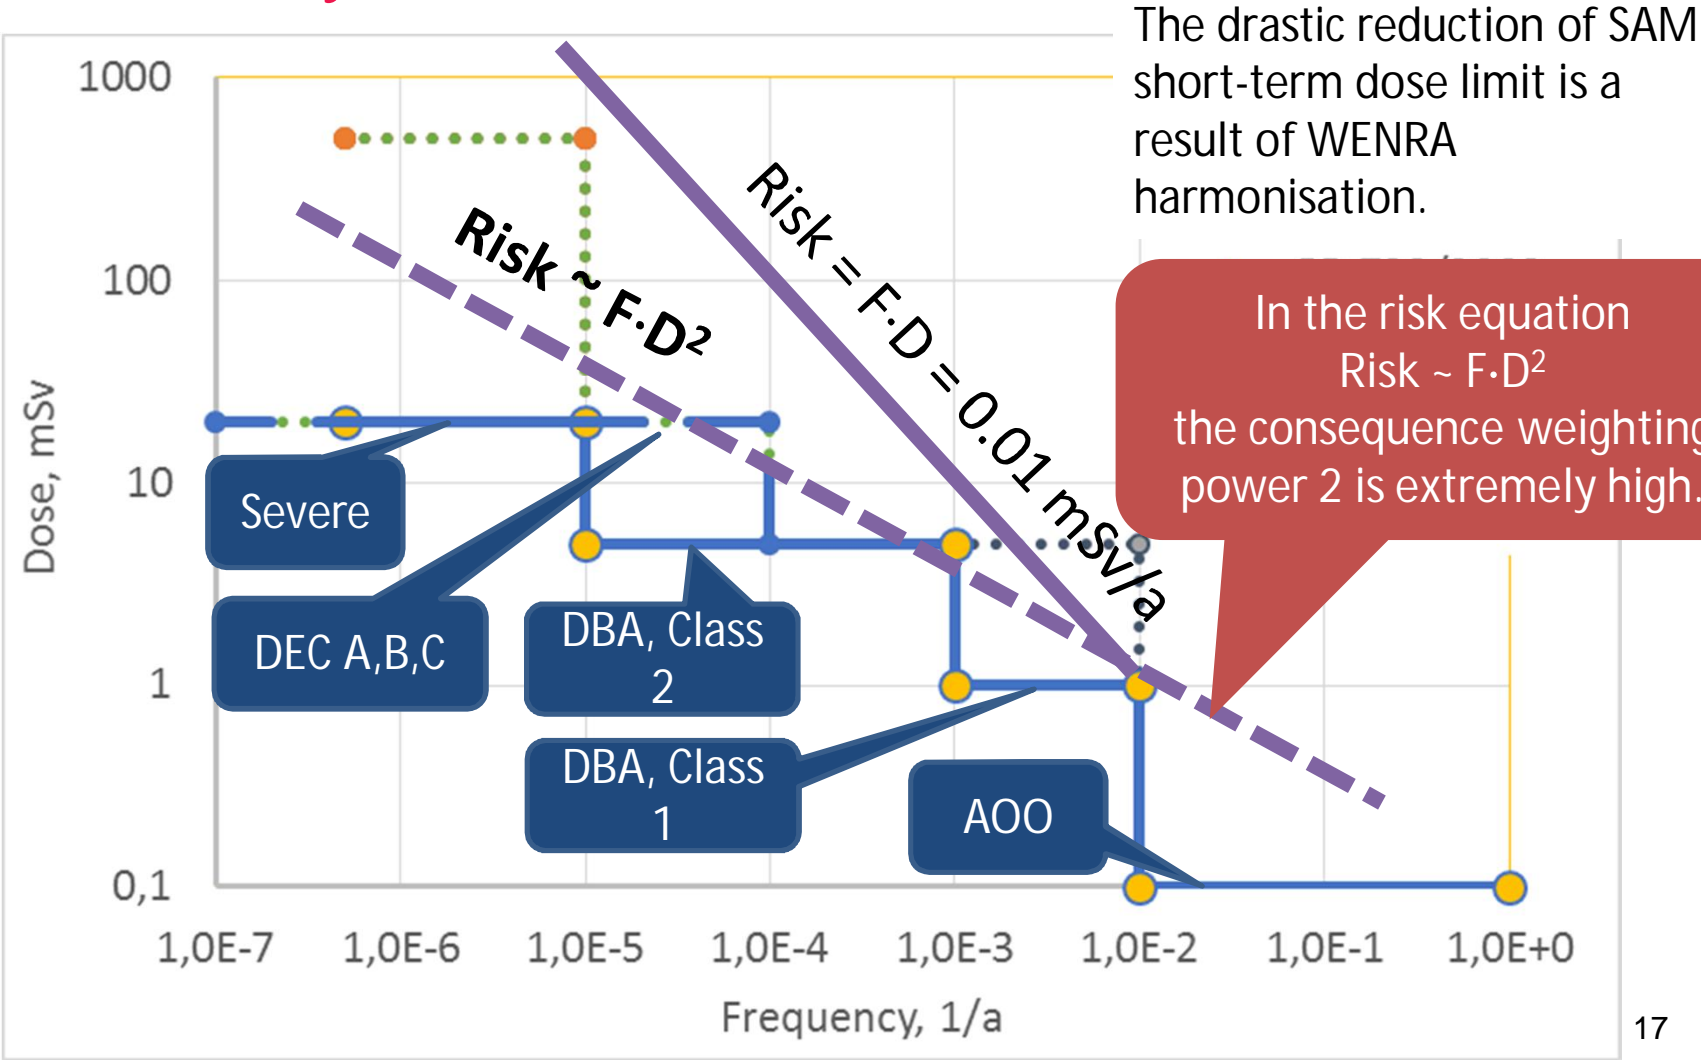 The drastic reduction of SAM
short-term dose limit is a
result of WENRA
harmonisation.
1000
100
10
1
0,1
Dose, mSv
Risk ~ F·D²
Risk = F·D = 0.01 mSv/a
In the risk equation
Risk ~ F·D²
the consequence weighting
power 2 is extremely high.
Severe
DEC A,B,C
DBA, Class
2
DBA, Class
1
AOO
1,0E-7 1,0E-6 1,0E-5 1,0E-4 1,0E-3 1,0E-2 1,0E-1 1,0E+0
Frequency, 1/a
17